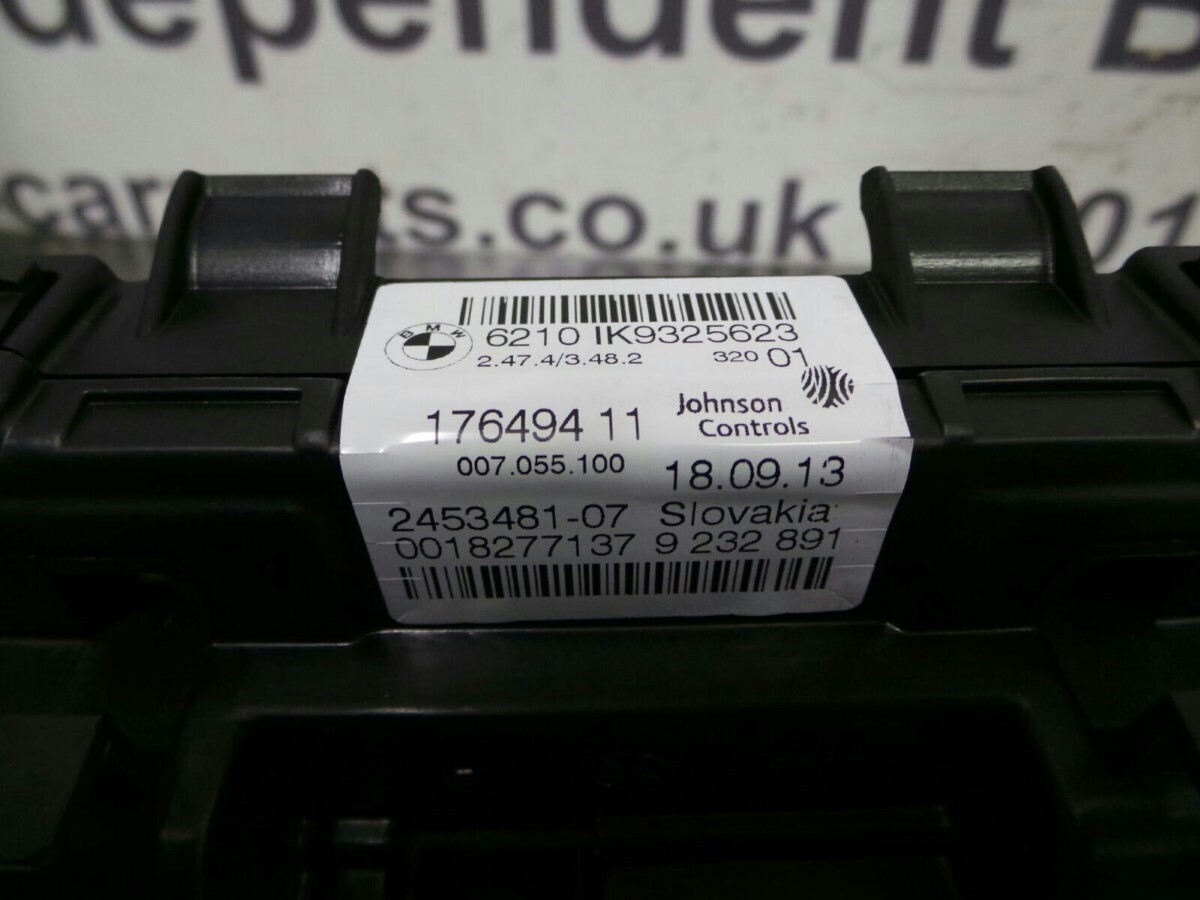 dependent B
car
ts.co.uk
01
BMW
6210 IK9325623
2.47.4/3.48.2 320 01
Johnson
Controls
176494 11
007.055.100 18.09.13
2453481-07 Slovakia
0018277137 9 232 891